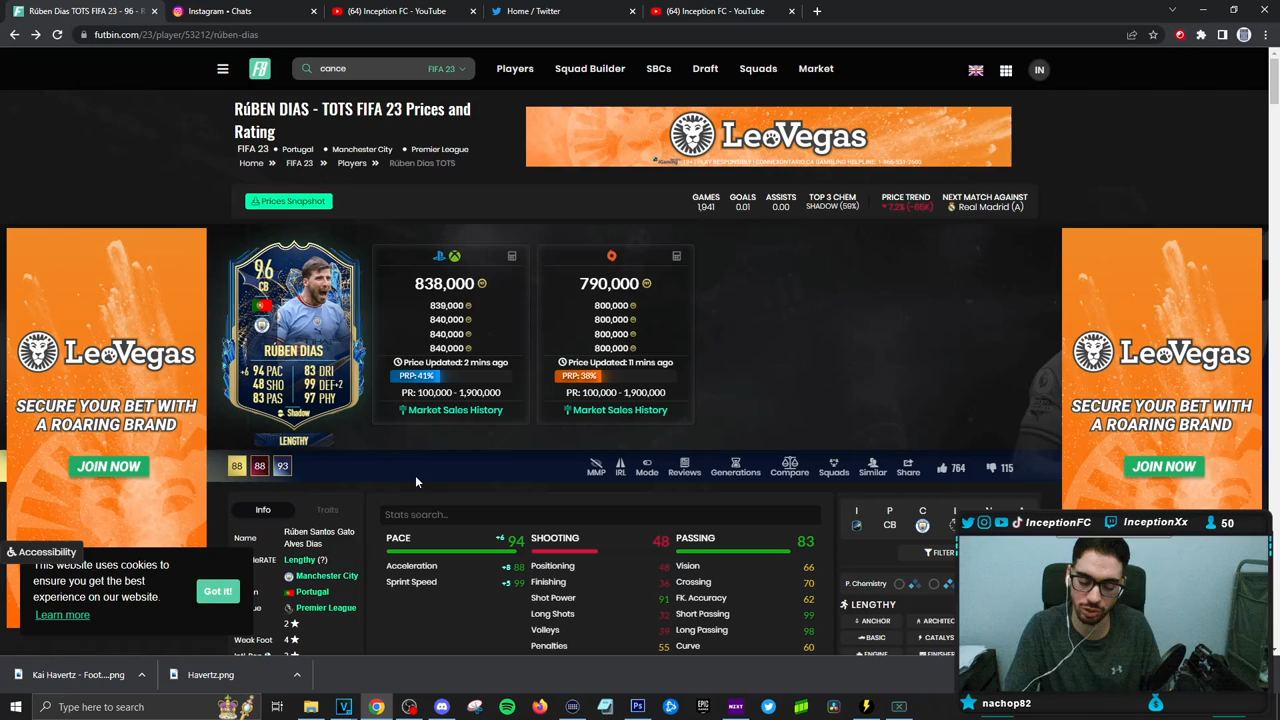 Rúben Dias TOTS FIFA 23 - 96 - R
Instagram • Chats
(64) Inception FC - YouTube
Home / Twitter
(64) Inception FC - YouTube
futbin.com/23/player/53212/rúben-dias
cance
FIFA 23
Players
Squad Builder
SBCs
Draft
Squads
Market
IN
RúBEN DIAS - TOTS FIFA 23 Prices and
Rating
FIFA 23 • Portugal • Manchester City • Premier League
Home >> FIFA 23 >> Players >> Rúben Dias TOTS
LeoVegas
Prices Snapshot
GAMES
1,941
GOALS
0.01
ASSISTS
0.00
TOP 3 CHEM
SHADOW (59%)
PRICE TREND
NEXT MATCH AGAINST
Real Madrid (A)
96
CB
RÚBEN DIAS
+6 94 PAC 83 DRI
48 SHO 99 DEF+2
83 PAS 97 PHY
Shadow
LENGTHY
838,000
839,000
840,000
840,000
840,000
Price Updated: 2 mins ago
PRP: 41%
PR: 100,000 - 1,900,000
Market Sales History
790,000
800,000
800,000
800,000
800,000
Price Updated: 11 mins ago
PRP: 38%
PR: 100,000 - 1,900,000
Market Sales History
LeoVegas
SECURE YOUR BET WITH
A ROARING BRAND
JOIN NOW
LeoVegas
SECURE YOUR BET WITH
A ROARING BRAND
JOIN NOW
88
88
93
MMP
IRL
Mode
Reviews
Generations
Compare
Squads
Similar
Share
764
115
Info
Traits
Name
Rúben Santos Gato
Alves Dias
Lengthy (?)
Manchester City
Portugal
Premier League
2
Weak Foot
4
Stats search...
PACE
+6 94
Acceleration
+8 88
Sprint Speed
+5 99
SHOOTING
48
Positioning
48
Finishing
36
Shot Power
91
Long Shots
32
Volleys
39
Penalties
55
PASSING
83
Vision
66
Crossing
70
FK. Accuracy
62
Short Passing
99
Long Passing
98
Curve
60
I
P
C
CB
FILTER
P. Chemistry
LENGTHY
ANCHOR
BASIC
Accessibility
This website uses cookies to
ensure you get the best
experience on our website.
Learn more
Got it!
InceptionFC
InceptionXx
50
nachop82
Kai Havertz - Foot....png
Havertz.png
Type here to search
NZXT
EPIC